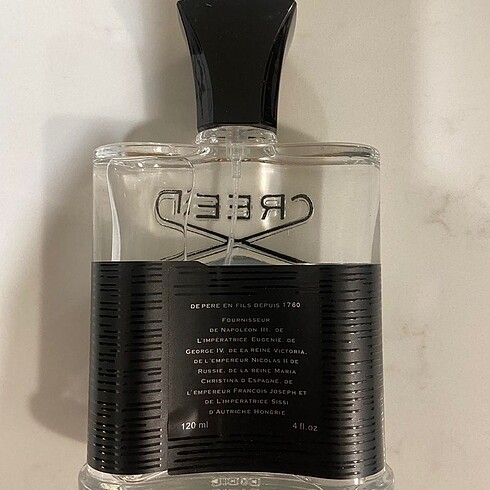 CREED
DE PERE EN FILS DEPUIS 1760
FOURNISSEUR
DE NAPOLEON III, DE
L'IMPERATRICE EUGENIE, DE
GEORGE IV, DE LA REINE VICTORIA,
DE L'EMPEREUR NICOLAS II DE
RUSSIE, DE LA REINE MARIA
CHRISTINA D'ESPAGNE, DE
L'EMPEREUR FRANCOIS JOSEPH ET
DE L'IMPERATRICE SISSI
D'AUTRICHE HONGRIE
120 ml 4 fl.oz